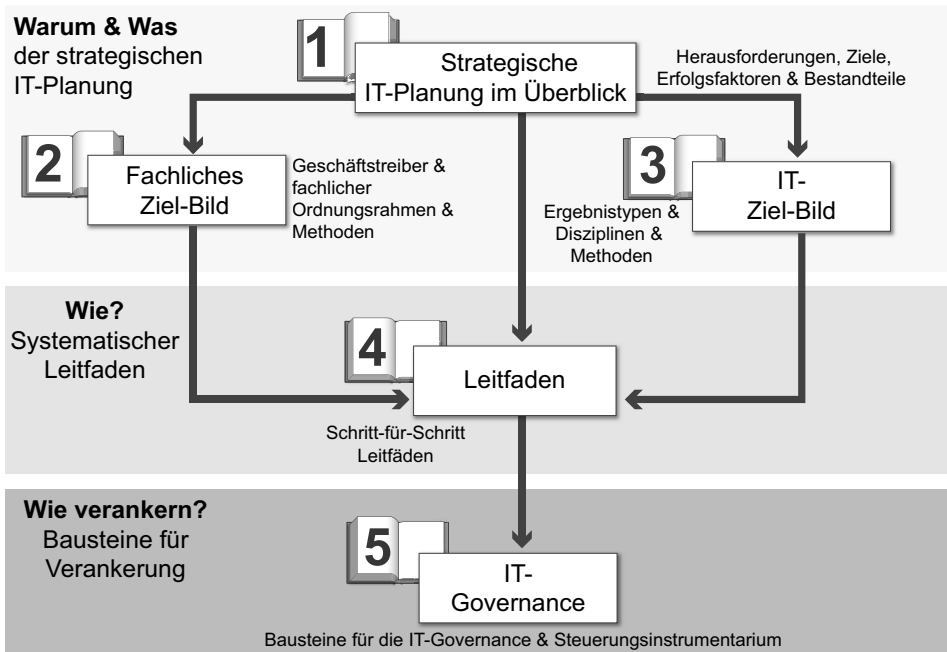 Warum & Was
der strategischen
IT-Planung
1
Strategische
IT-Planung im Überblick
Herausforderungen, Ziele,
Erfolgsfaktoren & Bestandteile
2
Fachliches
Ziel-Bild
Geschäftstreiber &
fachlicher
Ordnungsrahmen &
Methoden
3
IT-
Ziel-Bild
Ergebnistypen &
Disziplinen &
Methoden
Wie?
Systematischer
Leitfaden
4
Leitfaden
Schritt-für-Schritt
Leitfäden
Wie verankern?
Bausteine für
Verankerung
5
IT-
Governance
Bausteine für die IT-Governance & Steuerungsinstrumentarium